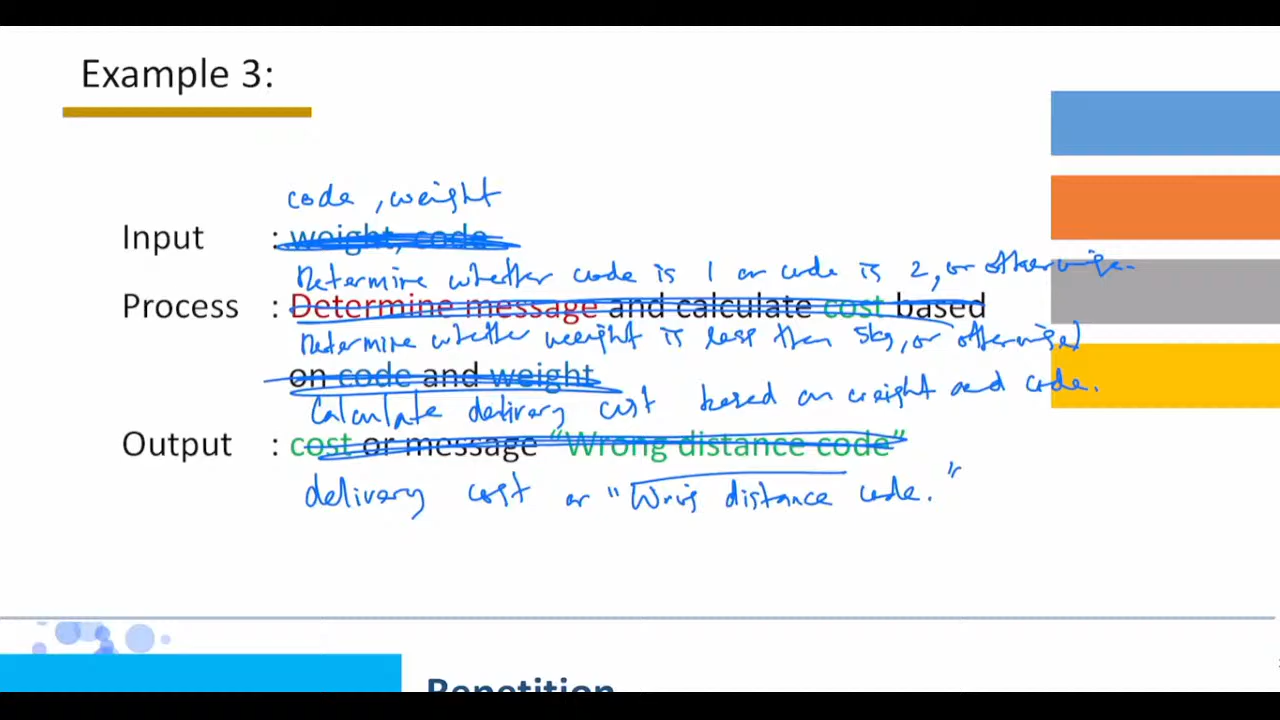 Example 3:
code, weight
Input : weight, code
Determine whether code is 1 or code is 2, or otherwise.
Process : Determine message and calculate cost based
Determine whether weight is less than 5kg, or otherwise
on code and weight
Calculate delivery cost based on weight and code.
Output : cost or message “Wrong distance code”
delivery cost or "Wrong distance code."
Repetition